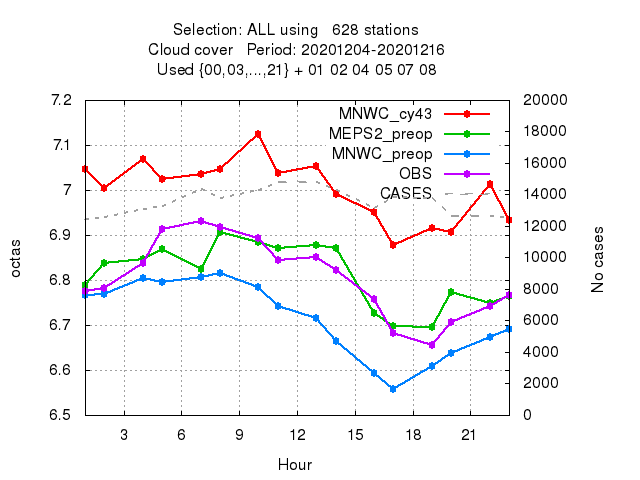 Selection: ALL using 628 stations
Cloud cover Period: 20201204-20201216
Used {00,03,...,21} + 01 02 04 05 07 08
MNWC_cy43
MEPS2_preop
MNWC_preop
OBS
CASES
octas
7.2
7.1
7
6.9
6.8
6.7
6.6
6.5
20000
18000
16000
14000
12000
10000
8000
6000
4000
2000
0
No cases
3 6 9 12 15 18 21
Hour